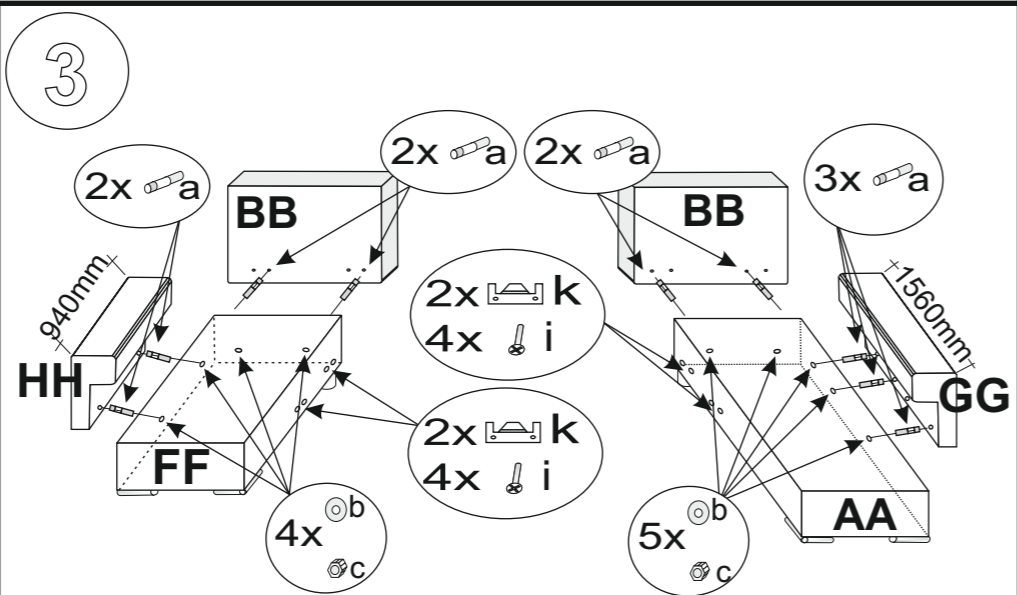 3
2x a
2x a
2x a
3x a
BB
BB
940mm
1560mm
2x k
4x i
HH
GG
2x k
4x i
FF
AA
4x b
c
5x b
c